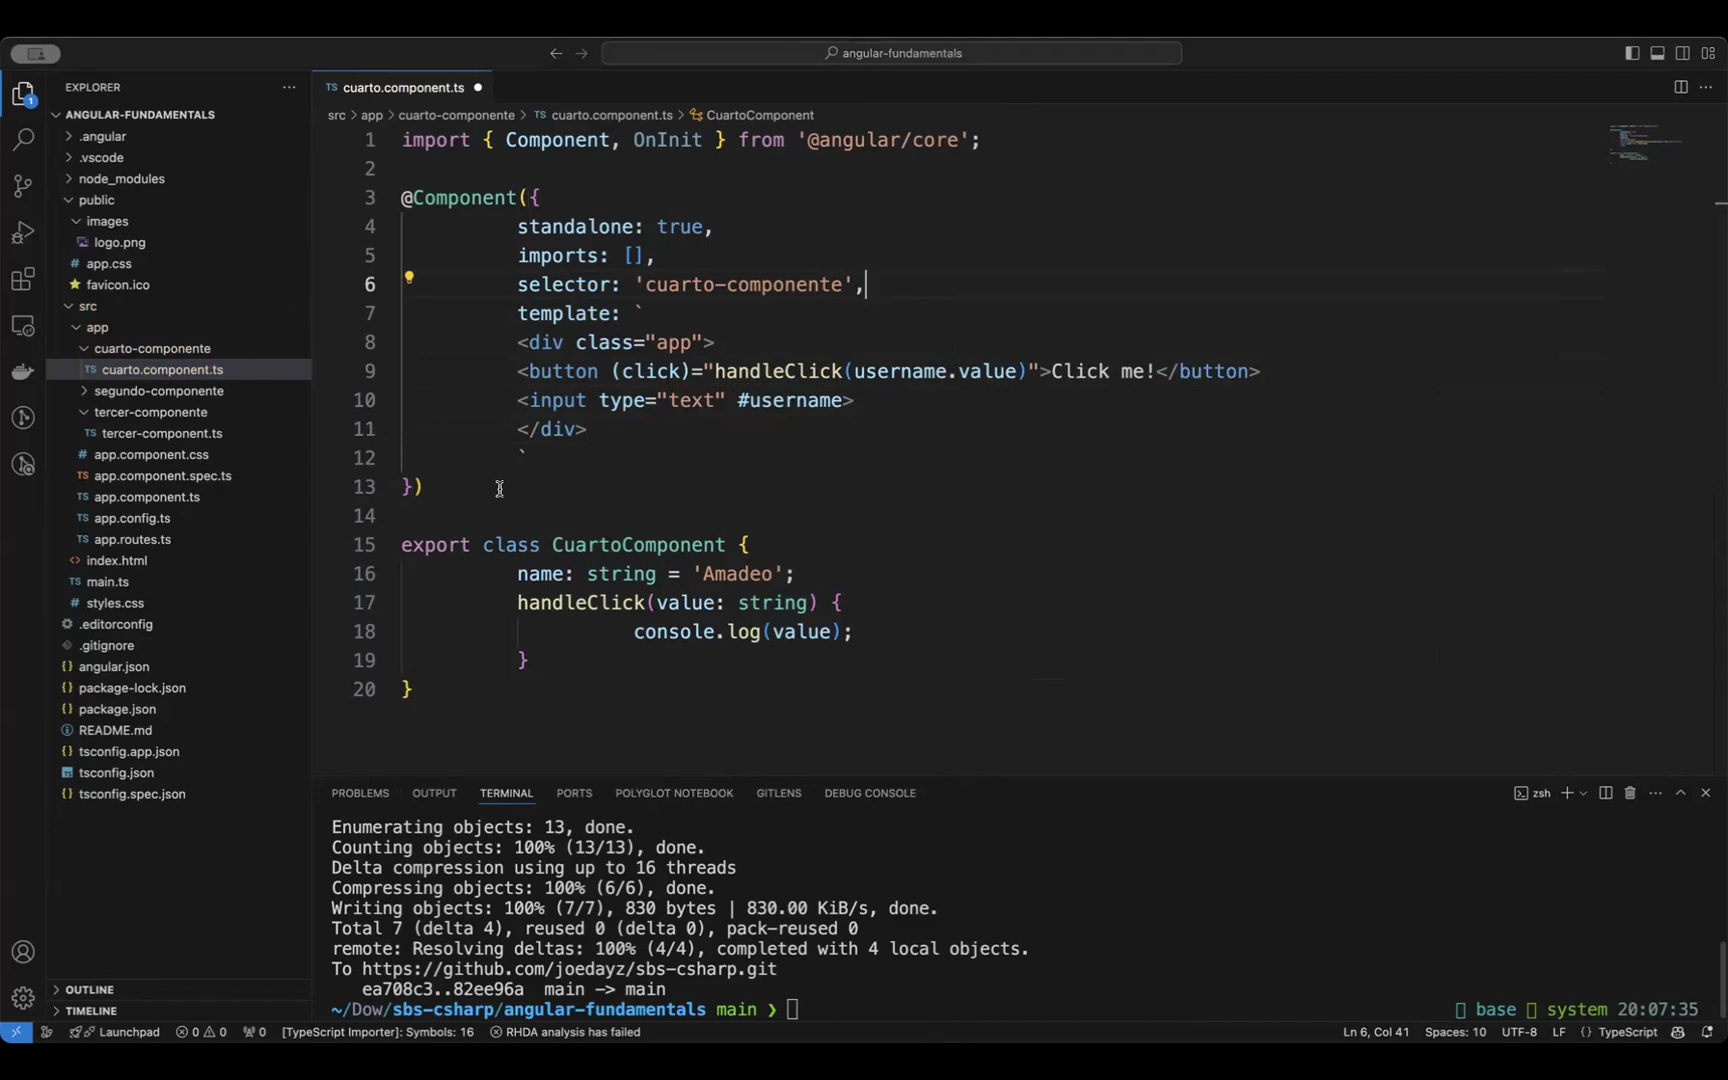 angular-fundamentals
EXPLORER
ANGULAR-FUNDAMENTALS
.angular
.vscode
node_modules
public
images
logo.png
app.css
favicon.ico
src
app
cuarto-componente
TS cuarto.component.ts
segundo-componente
tercer-componente
TS tercer-component.ts
# app.component.css
TS app.component.spec.ts
TS app.component.ts
TS app.config.ts
TS app.routes.ts
<> index.html
TS main.ts
# styles.css
.editorconfig
.gitignore
{} angular.json
{} package-lock.json
{} package.json
README.md
{} tsconfig.app.json
tsconfig.json
{} tsconfig.spec.json
OUTLINE
TIMELINE
1
TS cuarto.component.ts
src > app > cuarto-componente > TS cuarto.component.ts > CuartoComponent
1 import { Component, OnInit } from '@angular/core';
2
3 @Component({
4 standalone: true,
5 imports: [],
6 selector: 'cuarto-componente',
7 template: `
8 <div class="app">
9 <button (click)="handleClick(username.value)">Click me!</button>
10 <input type="text" #username>
11 </div>
12 `
13 })
14
15 export class CuartoComponent {
16 name: string = 'Amadeo';
17 handleClick(value: string) {
18 console.log(value);
19 }
20 }
PROBLEMS OUTPUT TERMINAL PORTS POLYGLOT NOTEBOOK GITLENS DEBUG CONSOLE
zsh
Enumerating objects: 13, done.
Counting objects: 100% (13/13), done.
Delta compression using up to 16 threads
Compressing objects: 100% (6/6), done.
Writing objects: 100% (7/7), 830 bytes | 830.00 KiB/s, done.
Total 7 (delta 4), reused 0 (delta 0), pack-reused 0
remote: Resolving deltas: 100% (4/4), completed with 4 local objects.
To https://github.com/joedayz/sbs-csharp.git
ea708c3..82ee96a main -> main
~/Dow/sbs-csharp/angular-fundamentals main ❯
base system 20:07:35
Launchpad 0 0 0 [TypeScript Importer]: Symbols: 16 RHDA analysis has failed Ln 6, Col 41 Spaces: 10 UTF-8 LF {} TypeScript